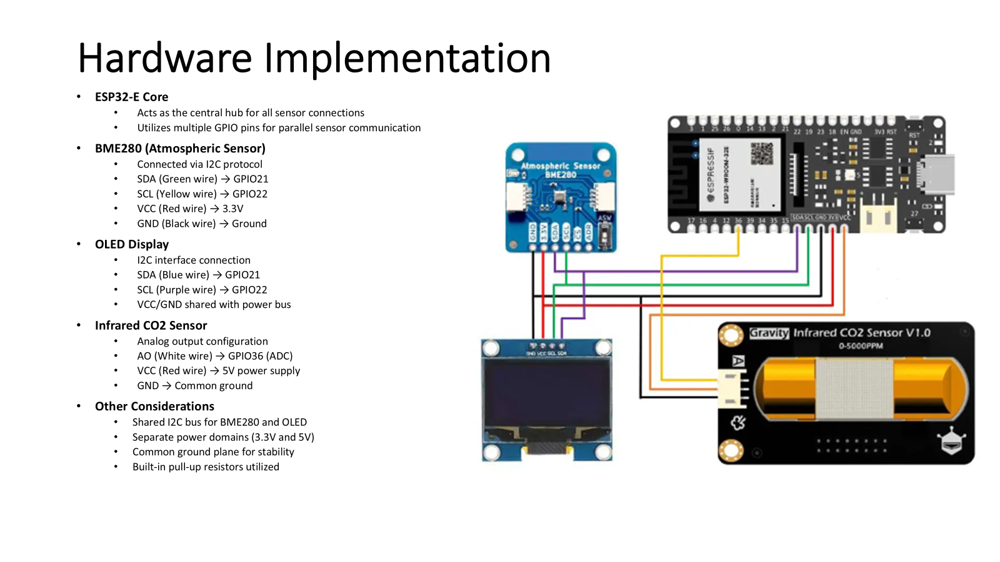 Hardware Implementation
• ESP32-E Core
• Acts as the central hub for all sensor connections
• Utilizes multiple GPIO pins for parallel sensor communication
• BME280 (Atmospheric Sensor)
• Connected via I2C protocol
• SDA (Green wire) → GPIO21
• SCL (Yellow wire) → GPIO22
• VCC (Red wire) → 3.3V
• GND (Black wire) → Ground
• OLED Display
• I2C interface connection
• SDA (Blue wire) → GPIO21
• SCL (Purple wire) → GPIO22
• VCC/GND shared with power bus
• Infrared CO2 Sensor
• Analog output configuration
• AO (White wire) → GPIO36 (ADC)
• VCC (Red wire) → 5V power supply
• GND → Common ground
• Other Considerations
• Shared I2C bus for BME280 and OLED
• Separate power domains (3.3V and 5V)
• Common ground plane for stability
• Built-in pull-up resistors utilized
Atmospheric Sensor
BME280
ASW
GND 3.3V SDA SCL CS ADR
3 1 25 26 0 14 13 2 21 22 19 23 18 EN GND 3V3 RST
RST
2
ESPRESSIF
ESP32-WROOM-32E
5
27
17 16 4 12 36 39 34 35 15 SDA SCL GND 3V3 VCC
GND VCC SCL SDA
Gravity Infrared CO2 Sensor V1.0
0-5000PPM
A